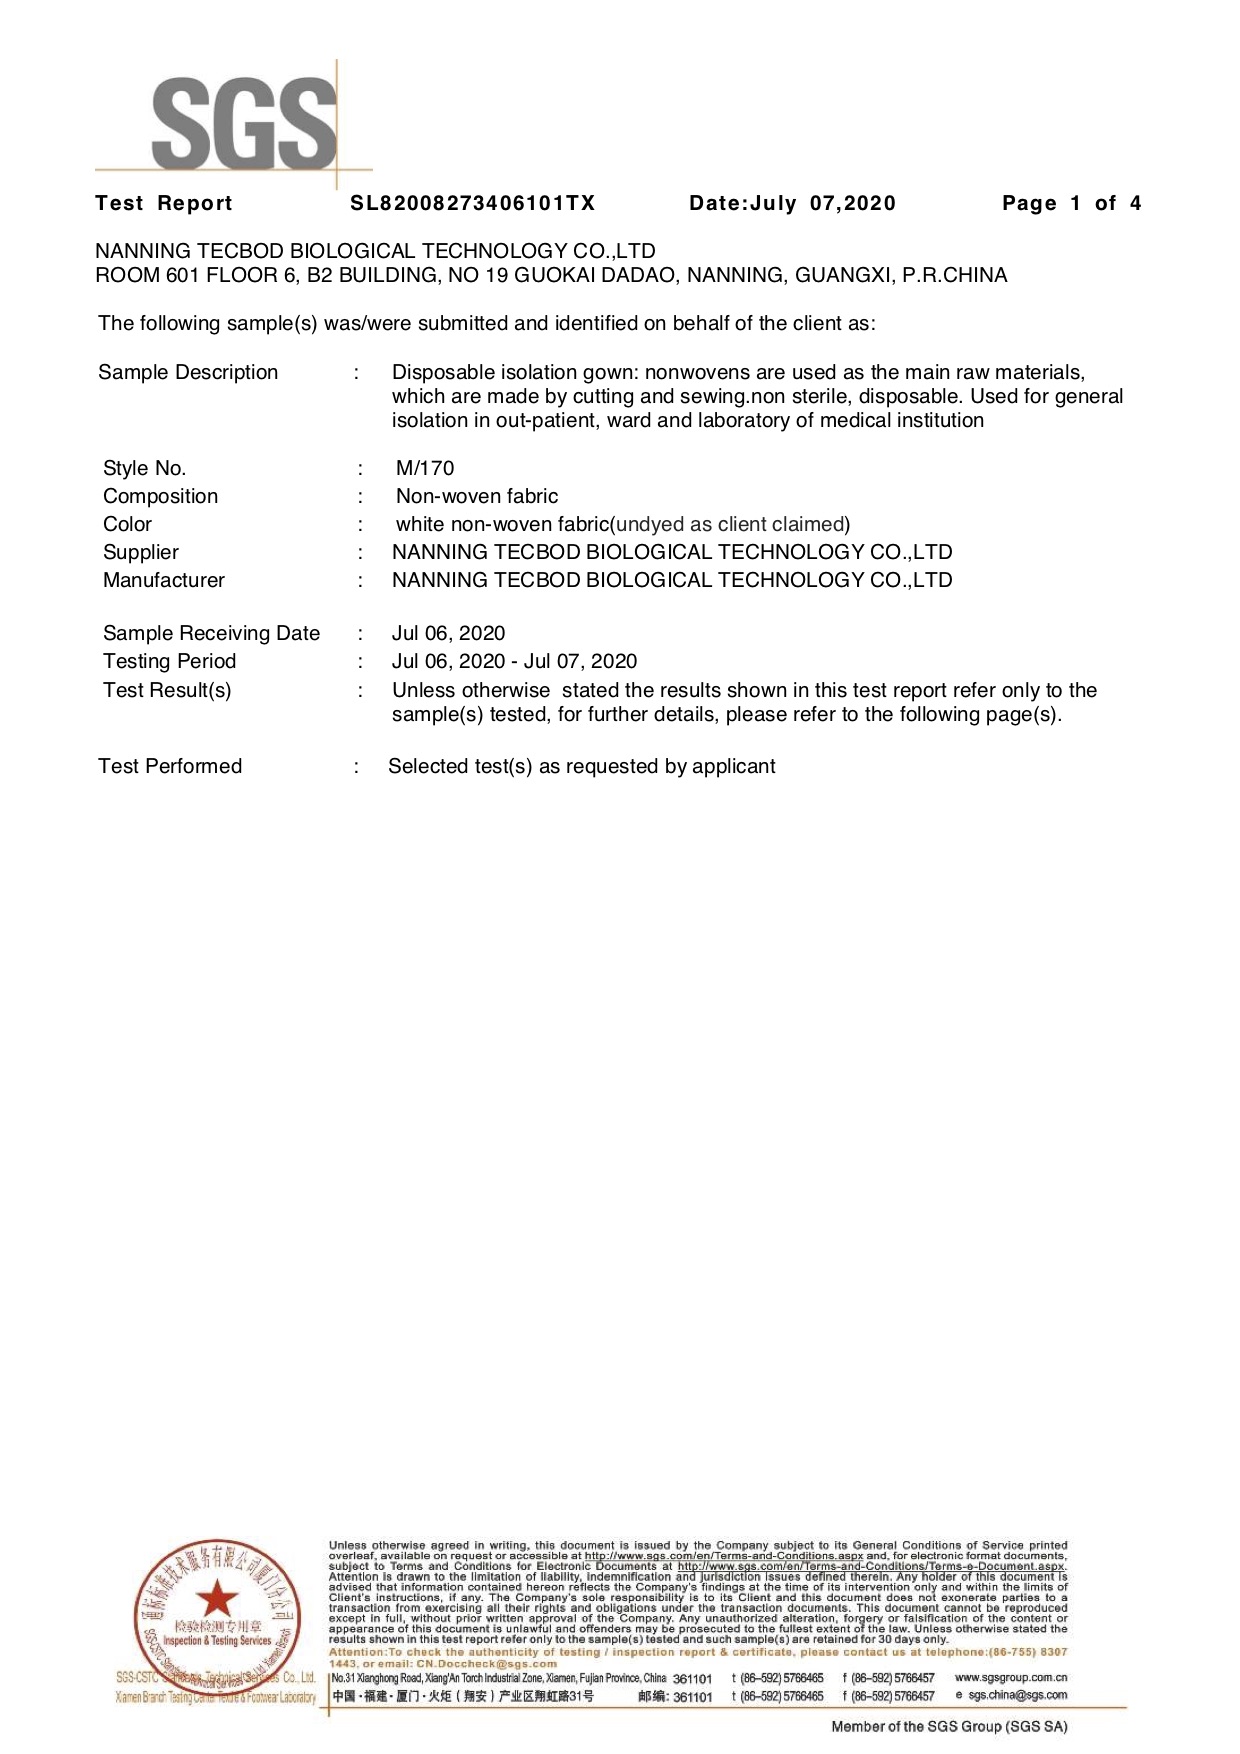 SGS
Test Report SL82008273406101TX Date:July 07,2020 Page 1 of 4
NANNING TECBOD BIOLOGICAL TECHNOLOGY CO.,LTD
ROOM 601 FLOOR 6, B2 BUILDING, NO 19 GUOKAI DADAO, NANNING, GUANGXI, P.R.CHINA
The following sample(s) was/were submitted and identified on behalf of the client as:
Sample Description : Disposable isolation gown: nonwovens are used as the main raw materials,
which are made by cutting and sewing.non sterile, disposable. Used for general
isolation in out-patient, ward and laboratory of medical institution
Style No. : M/170
Composition : Non-woven fabric
Color : white non-woven fabric(undyed as client claimed)
Supplier : NANNING TECBOD BIOLOGICAL TECHNOLOGY CO.,LTD
Manufacturer : NANNING TECBOD BIOLOGICAL TECHNOLOGY CO.,LTD
Sample Receiving Date : Jul 06, 2020
Testing Period : Jul 06, 2020 - Jul 07, 2020
Test Result(s) : Unless otherwise stated the results shown in this test report refer only to the
sample(s) tested, for further details, please refer to the following page(s).
Test Performed : Selected test(s) as requested by applicant
检验检测专用章
Inspection & Testing Services
Unless otherwise agreed in writing, this document is issued by the Company subject to its General Conditions of Service printed
overleaf, available on request or accessible at http://www.sgs.com/en/Terms-and-Conditions.aspx and, for electronic format documents,
subject to Terms and Conditions for Electronic Documents at http://www.sgs.com/en/Terms-and-Conditions/Terms-e-Document.aspx.
Attention is drawn to the limitation of liability, indemnification and jurisdiction issues defined therein. Any holder of this document is
advised that information contained hereon reflects the Company's findings at the time of its intervention only and within the limits of
Client's instructions, if any. The Company's sole responsibility is to its Client and this document does not exonerate parties to a
transaction from exercising all their rights and obligations under the transaction documents. This document cannot be reproduced
except in full, without prior written approval of the Company. Any unauthorized alteration, forgery or falsification of the content or
appearance of this document is unlawful and offenders may be prosecuted to the fullest extent of the law. Unless otherwise stated the
results shown in this test report refer only to the sample(s) tested and such sample(s) are retained for 30 days only.
Attention:To check the authenticity of testing / inspection report & certificate, please contact us at telephone:(86-755) 8307
1443, or email: CN.Doccheck@sgs.com
SGS-CSTC Technical Services Co., Ltd.
Xiamen Branch Testing Center Textile & Footwear Laboratory
No.31 Xianghong Road, Xiang'An Torch Industrial Zone, Xiamen, Fujian Province, China 361101 t (86–592) 5766465 f (86–592) 5766457 www.sgsgroup.com.cn
中国·福建·厦门·火炬（翔安）产业区翔虹路31号 邮编: 361101 t (86–592) 5766465 f (86–592) 5766457 e sgs.china@sgs.com
Member of the SGS Group (SGS SA)